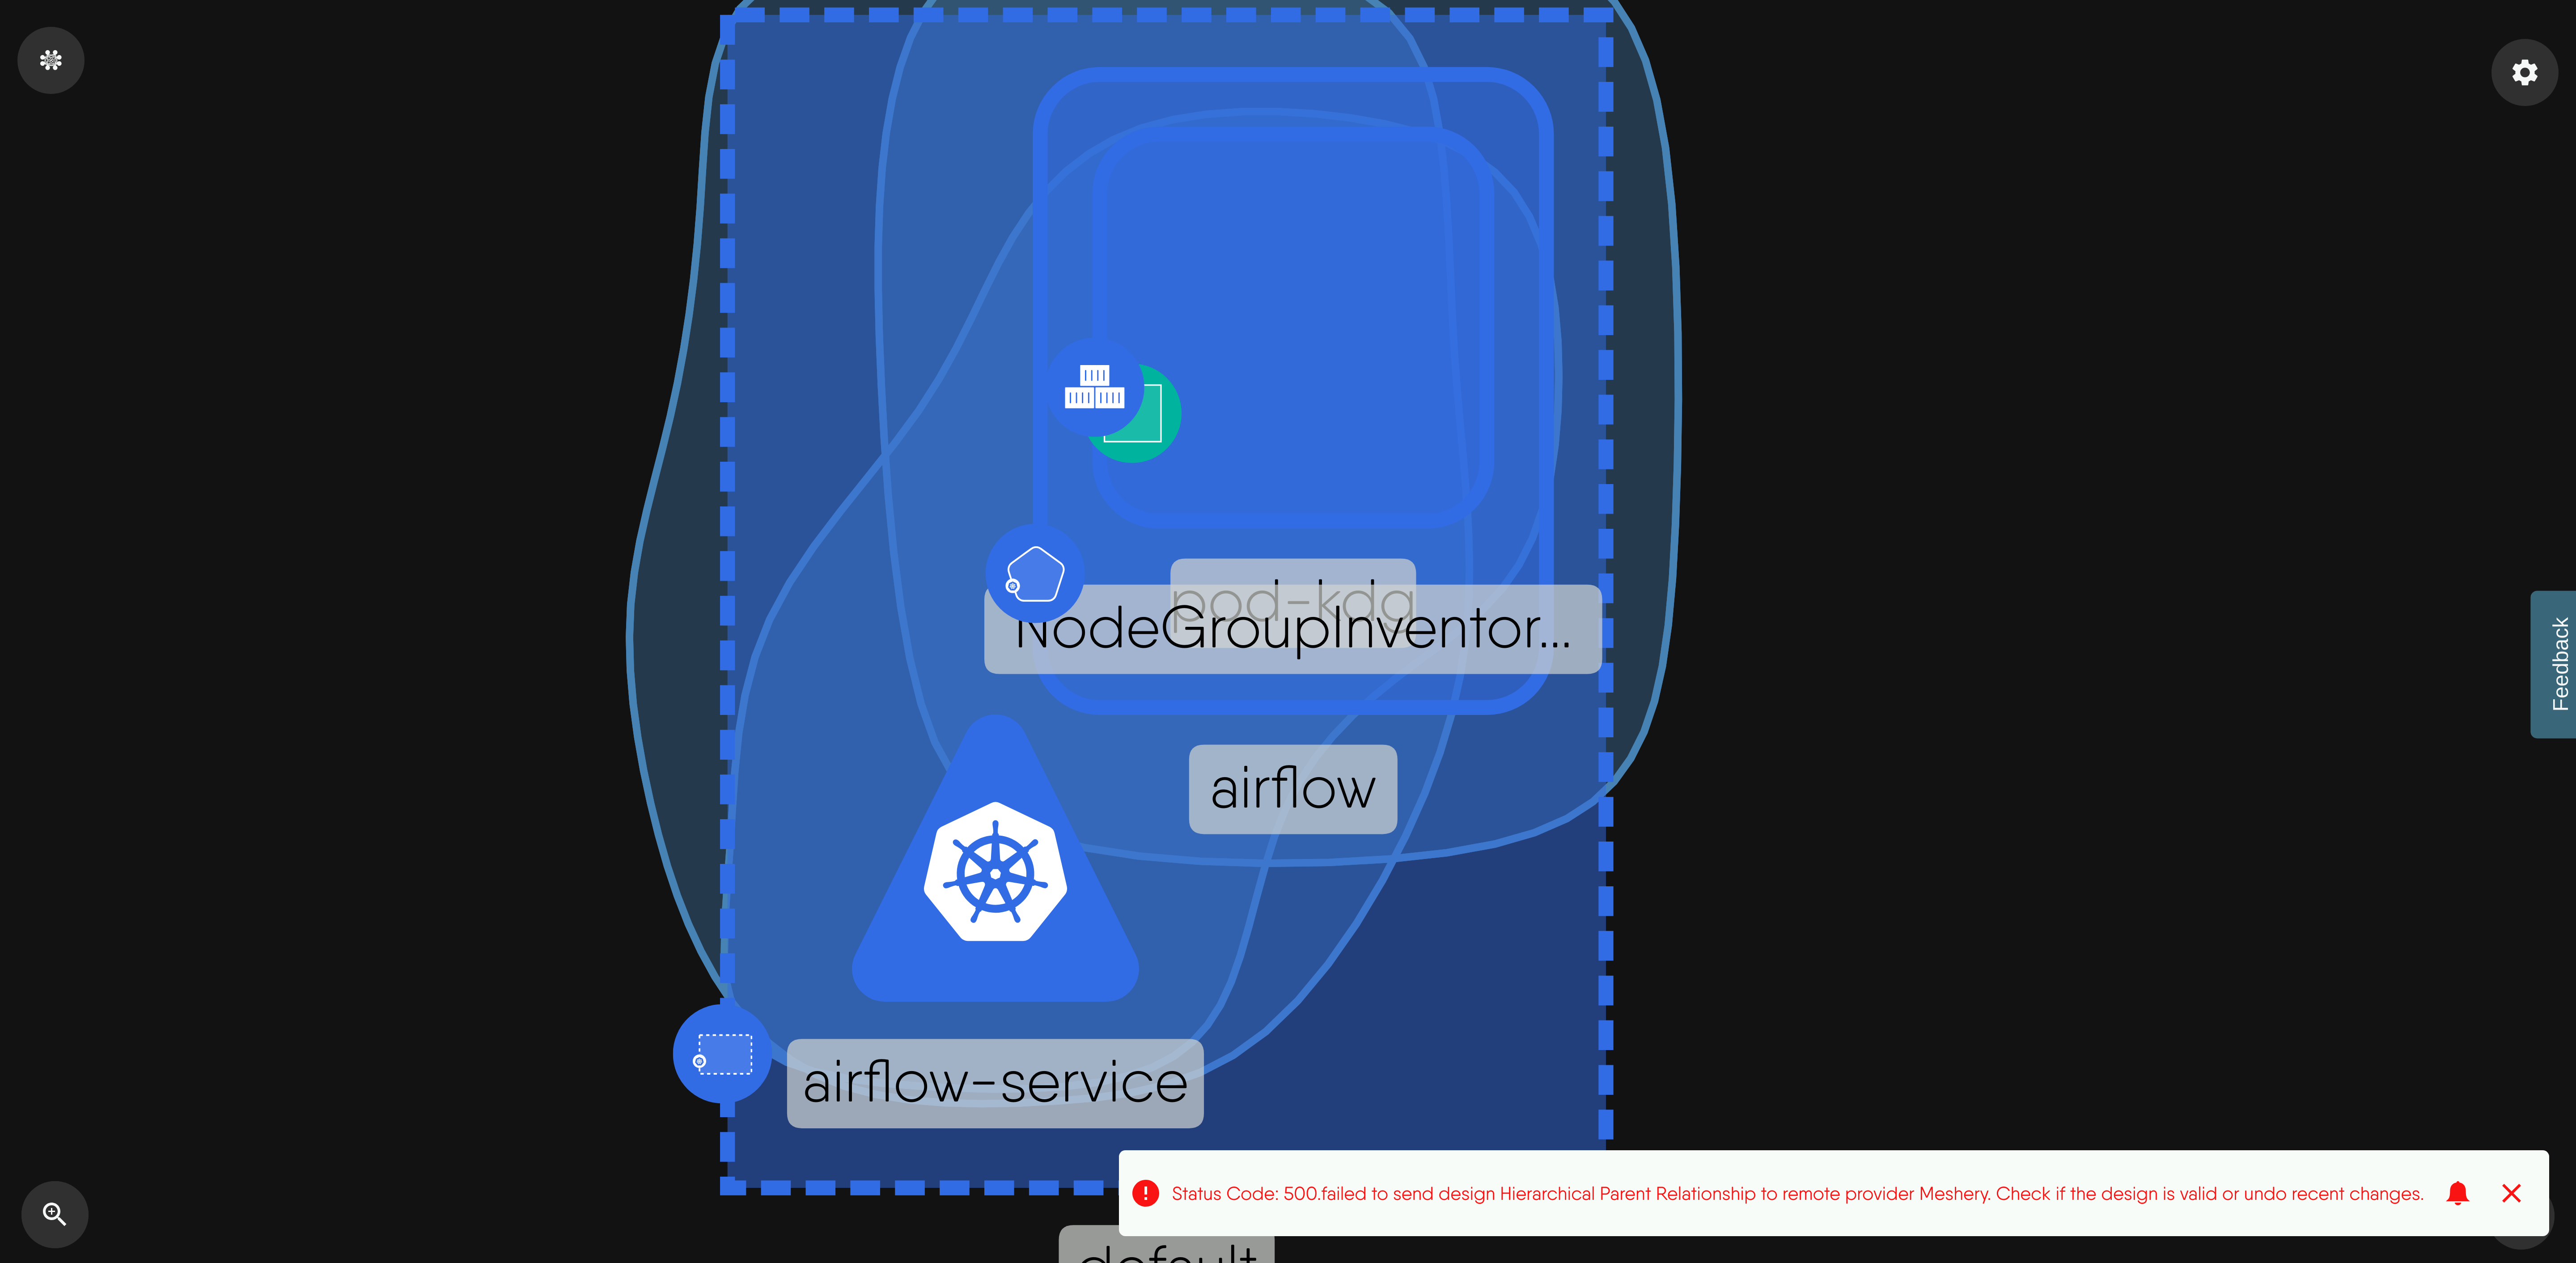 pod-kdg
NodeGroupInventor...
airflow
airflow-service
default
Feedback
Status Code: 500.failed to send design Hierarchical Parent Relationship to remote provider Meshery. Check if the design is valid or undo recent changes.